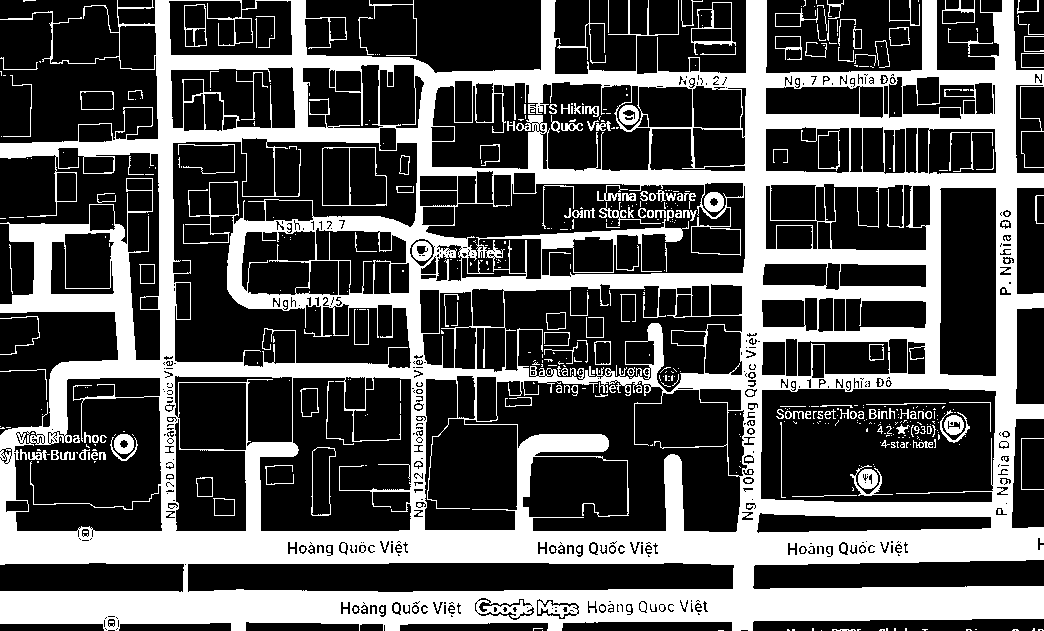 Ngh. 27
Ng. 7 P. Nghĩa Đô
N
IELTS Hiking -
Hoàng Quốc Việt
Luvina Software
Joint Stock Company
Ngh. 112 7
P. Nghĩa Đô
Ka Coffee
Ngh. 112/5
Bảo tàng Lực lượng
Tăng - Thiết giáp
Ng. 1 P. Nghĩa Đô
Ng. 120 Đ. Hoàng Quốc Việt
Ng. 112 Đ. Hoàng Quốc Việt
Ng. 106 Đ. Hoàng Quốc Việt
Somerset Hoa Binh Hanoi
4.2 ★ (930)
4-star hotel
Viện Khoa học
Kỹ thuật Bưu điện
P. Nghĩa Đô
Hoàng Quốc Việt
Hoàng Quốc Việt
Hoàng Quốc Việt
H
Hoàng Quốc Việt
Google Maps
Hoàng Quốc Việt